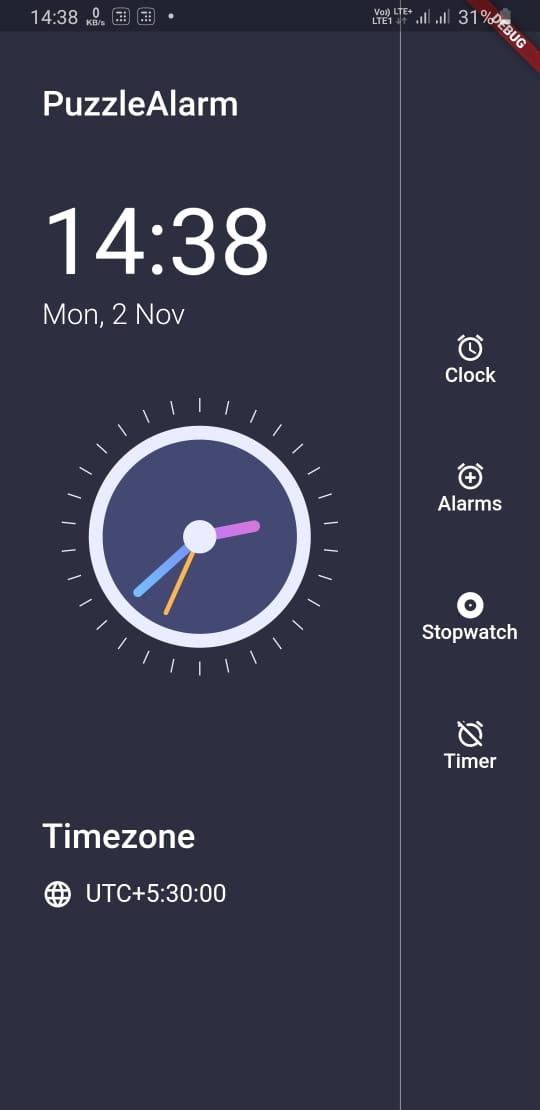 14:38 0 KB/s Vo)) LTE+ LTE1 31% DEBUG
PuzzleAlarm
14:38
Mon, 2 Nov
Clock
Alarms
Stopwatch
Timer
Timezone
UTC+5:30:00